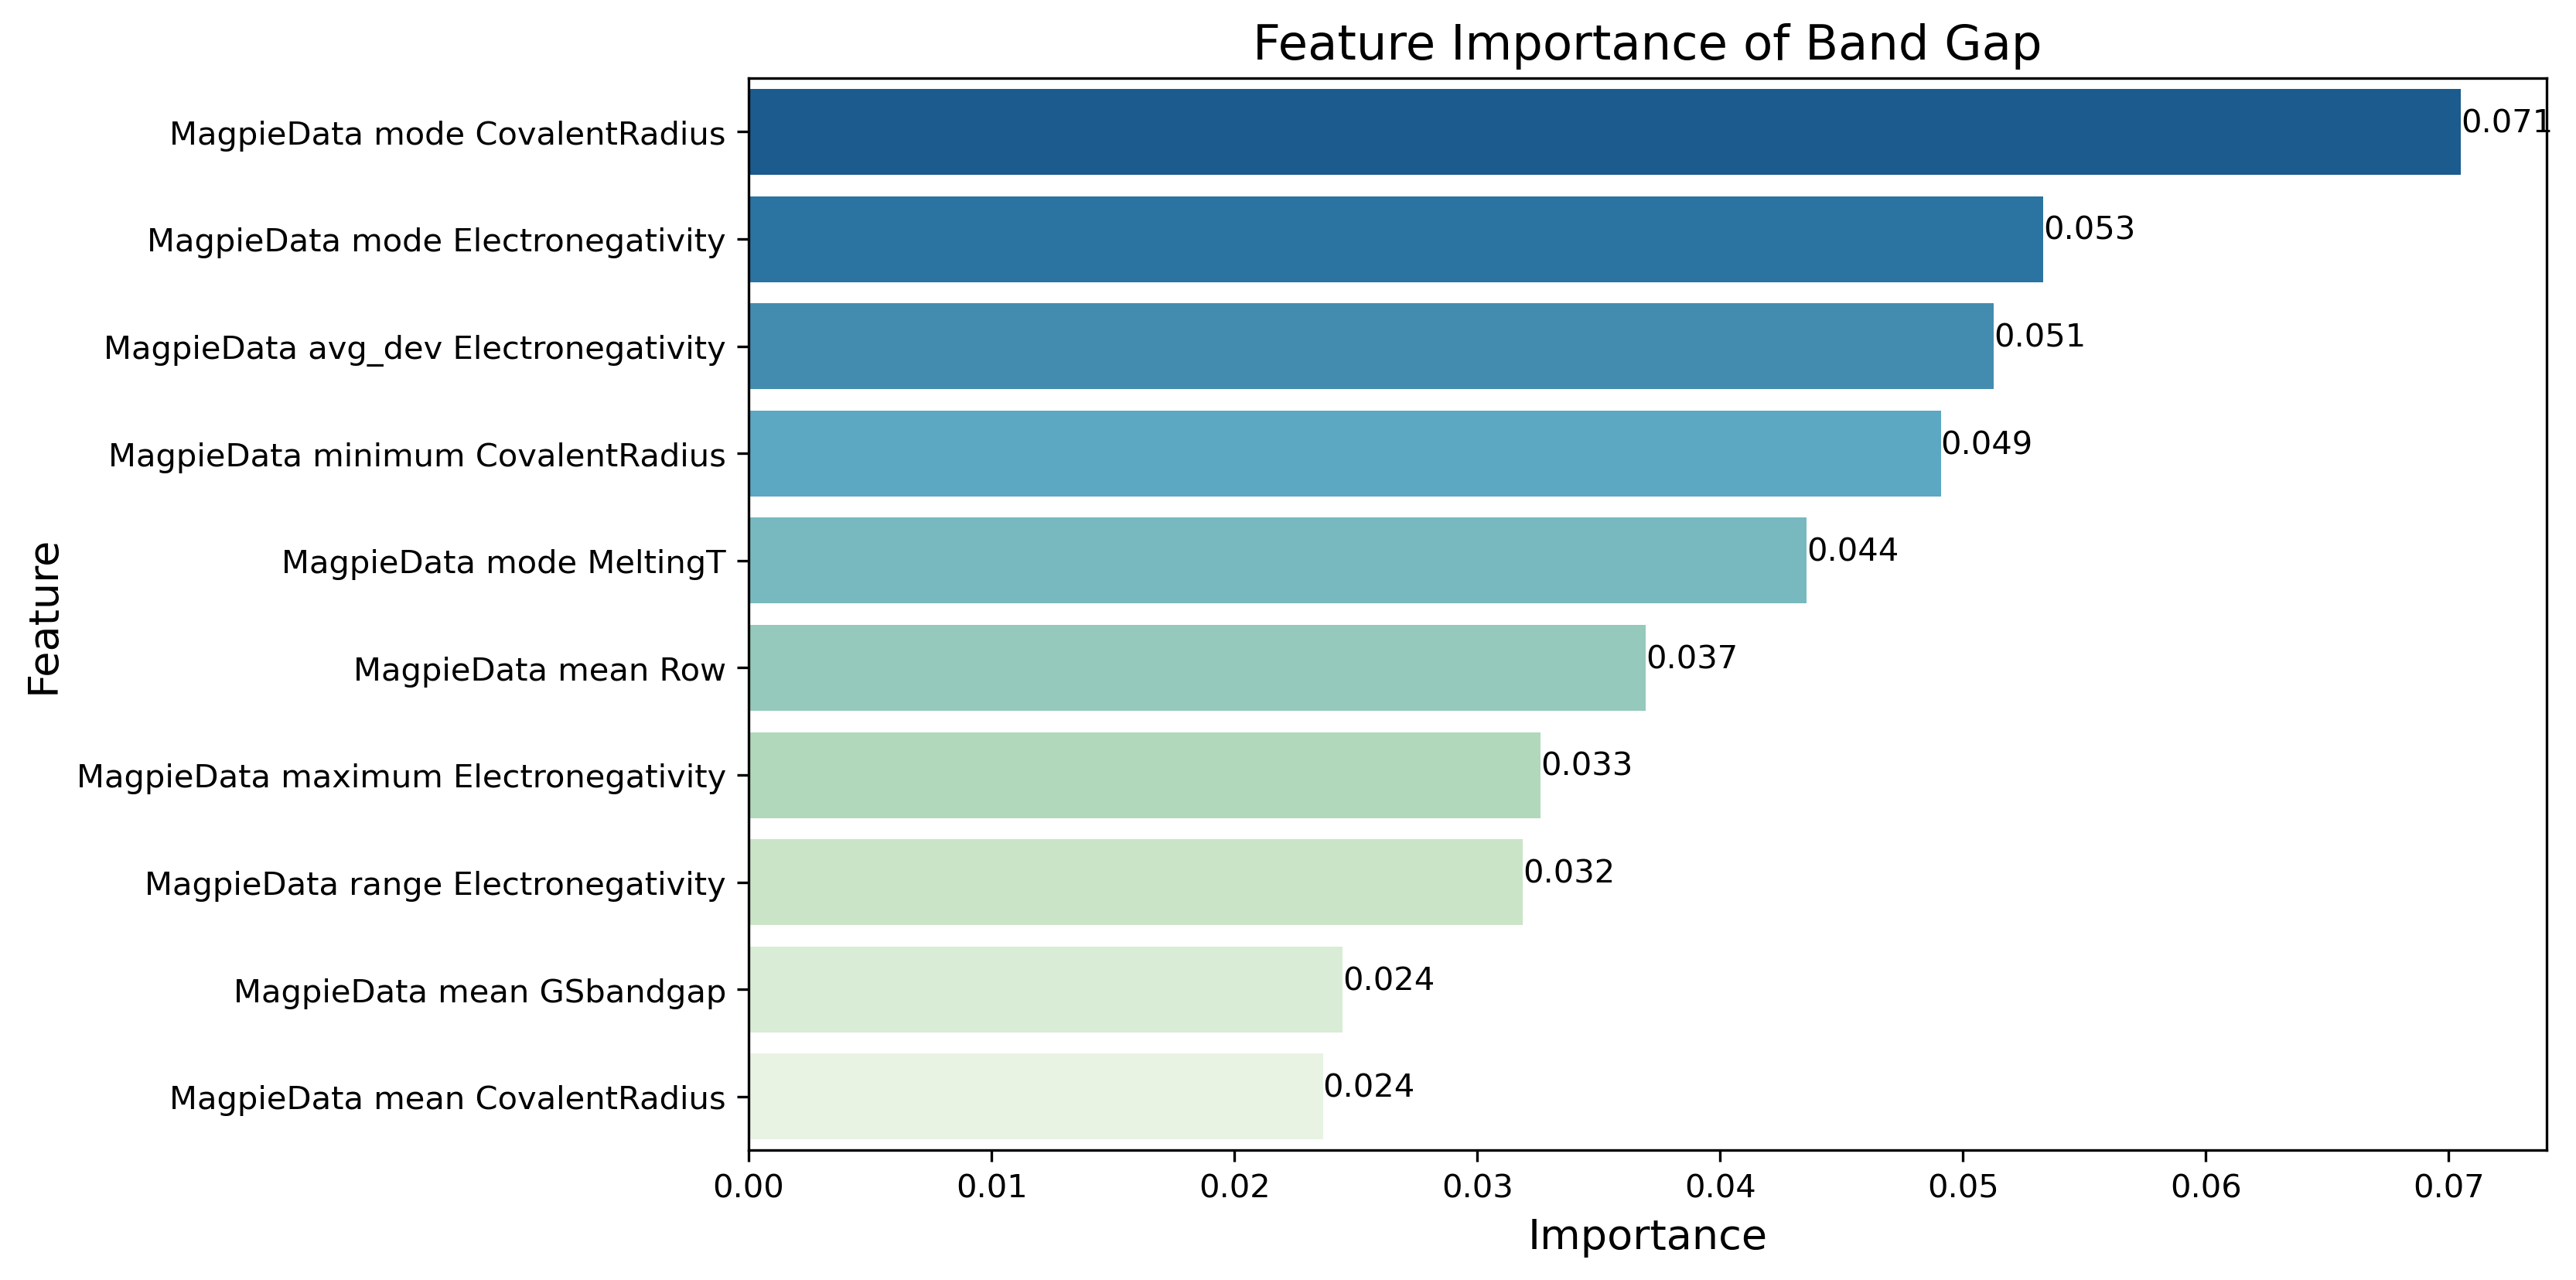 Feature Importance of Band Gap
MagpieData mode CovalentRadius
0.071
MagpieData mode Electronegativity
0.053
MagpieData avg_dev Electronegativity
0.051
MagpieData minimum CovalentRadius
0.049
MagpieData mode MeltingT
0.044
MagpieData mean Row
0.037
MagpieData maximum Electronegativity
0.033
MagpieData range Electronegativity
0.032
MagpieData mean GSbandgap
0.024
MagpieData mean CovalentRadius
0.024
Feature
0.00 0.01 0.02 0.03 0.04 0.05 0.06 0.07
Importance